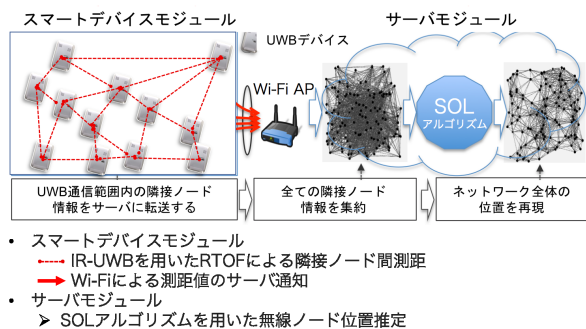 スマートデバイスモジュール
サーバモジュール
UWBデバイス
Wi-Fi AP
SOL
アルゴリズム
UWB通信範囲内の隣接ノード
情報をサーバに転送する
全ての隣接ノード
情報を集約
ネットワーク全体の
位置を再現
• スマートデバイスモジュール
IR-UWBを用いたRTOFによる隣接ノード間測距
Wi-Fiによる測距値のサーバ通知
• サーバモジュール
➢ SOLアルゴリズムを用いた無線ノード位置推定